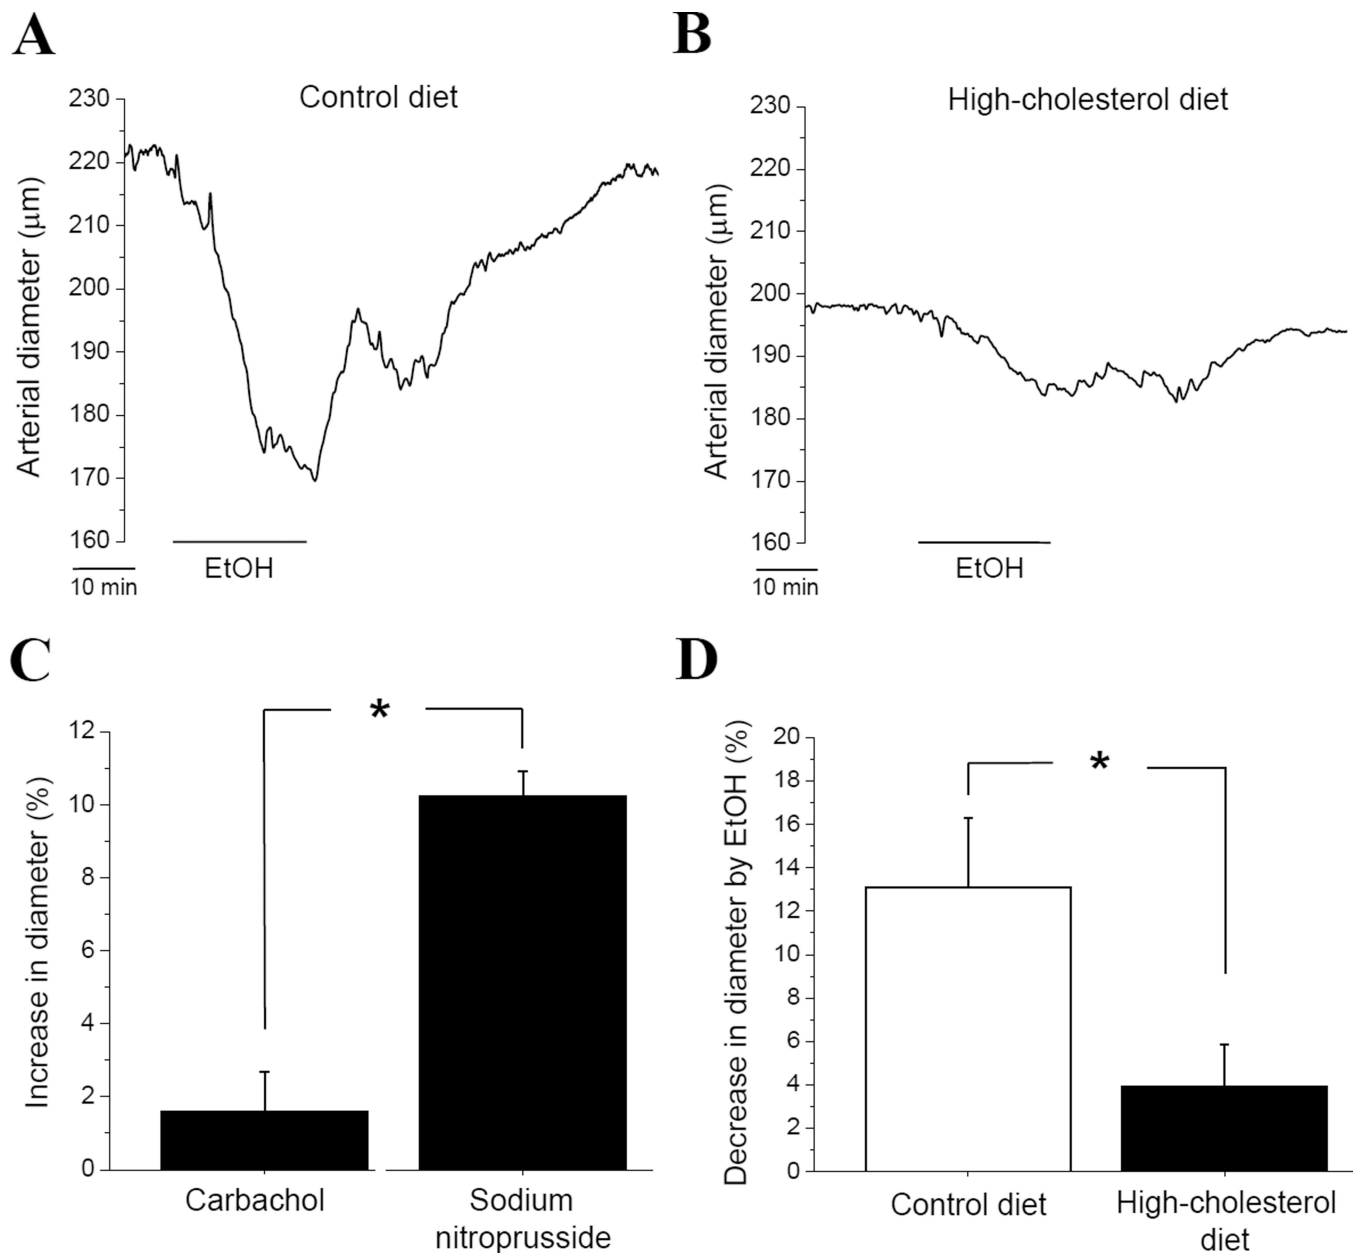 A
Control diet
Arterial diameter (μm)
230
220
210
200
190
180
170
160
EtOH
10 min
B
High-cholesterol diet
Arterial diameter (μm)
230
220
210
200
190
180
170
160
EtOH
10 min
C
Increase in diameter (%)
12
10
8
6
4
2
0
*
Carbachol
Sodium
nitroprusside
D
Decrease in diameter by EtOH (%)
20
18
16
14
12
10
8
6
4
2
0
*
Control diet
High-cholesterol
diet